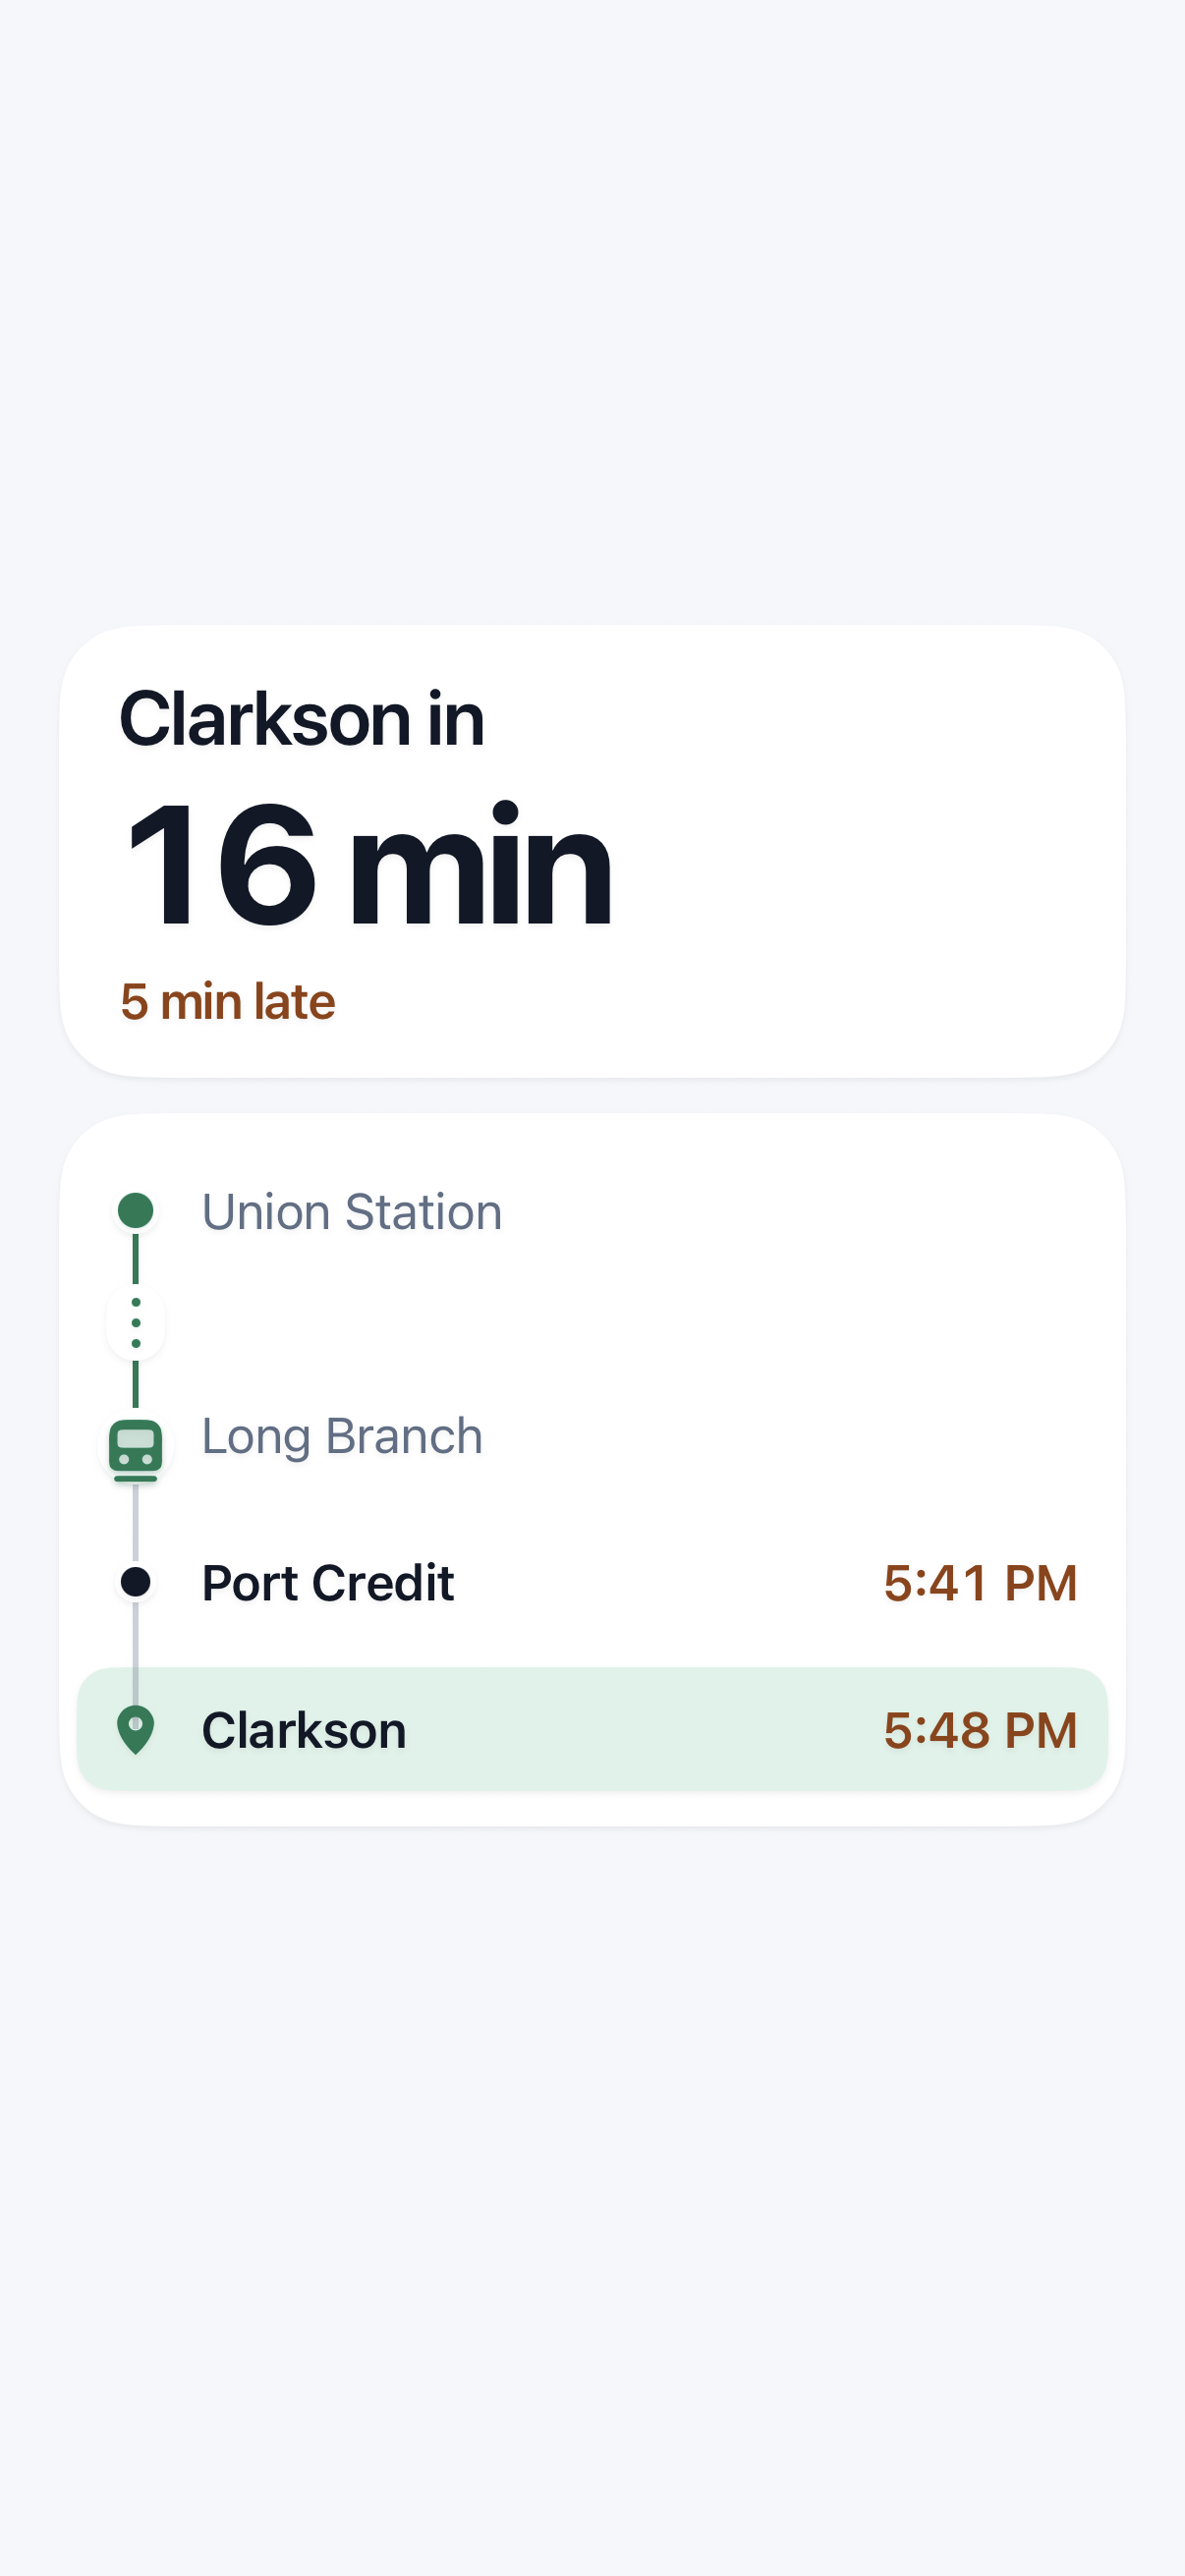 Clarkson in
16 min
5 min late
Union Station
Long Branch
Port Credit 5:41 PM
Clarkson 5:48 PM